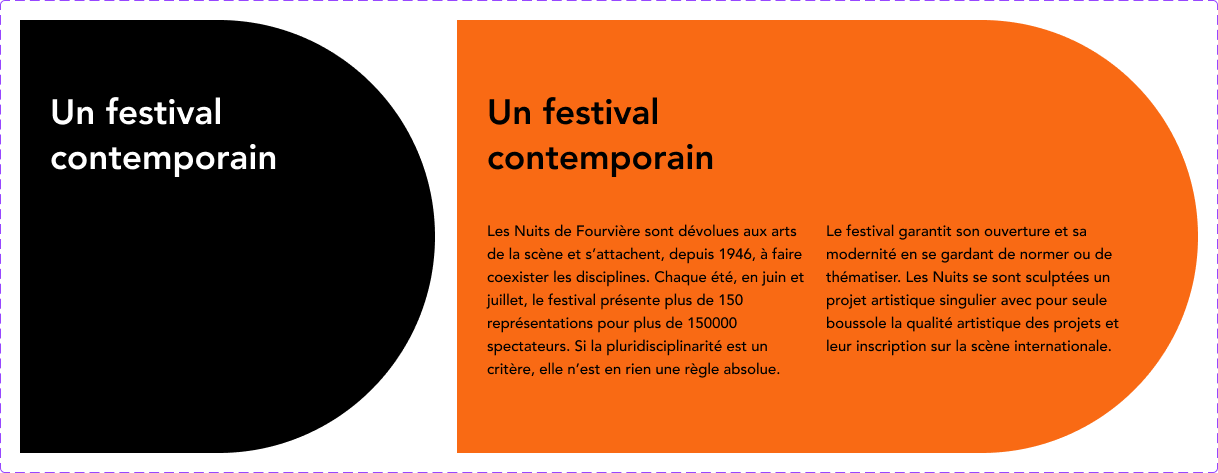 Un festival
contemporain
Un festival
contemporain
Les Nuits de Fourvière sont dévolues aux arts
de la scène et s’attachent, depuis 1946, à faire
coexister les disciplines. Chaque été, en juin et
juillet, le festival présente plus de 150
représentations pour plus de 150000
spectateurs. Si la pluridisciplinarité est un
critère, elle n’est en rien une règle absolue.
Le festival garantit son ouverture et sa
modernité en se gardant de normer ou de
thématiser. Les Nuits se sont sculptées un
projet artistique singulier avec pour seule
boussole la qualité artistique des projets et
leur inscription sur la scène internationale.